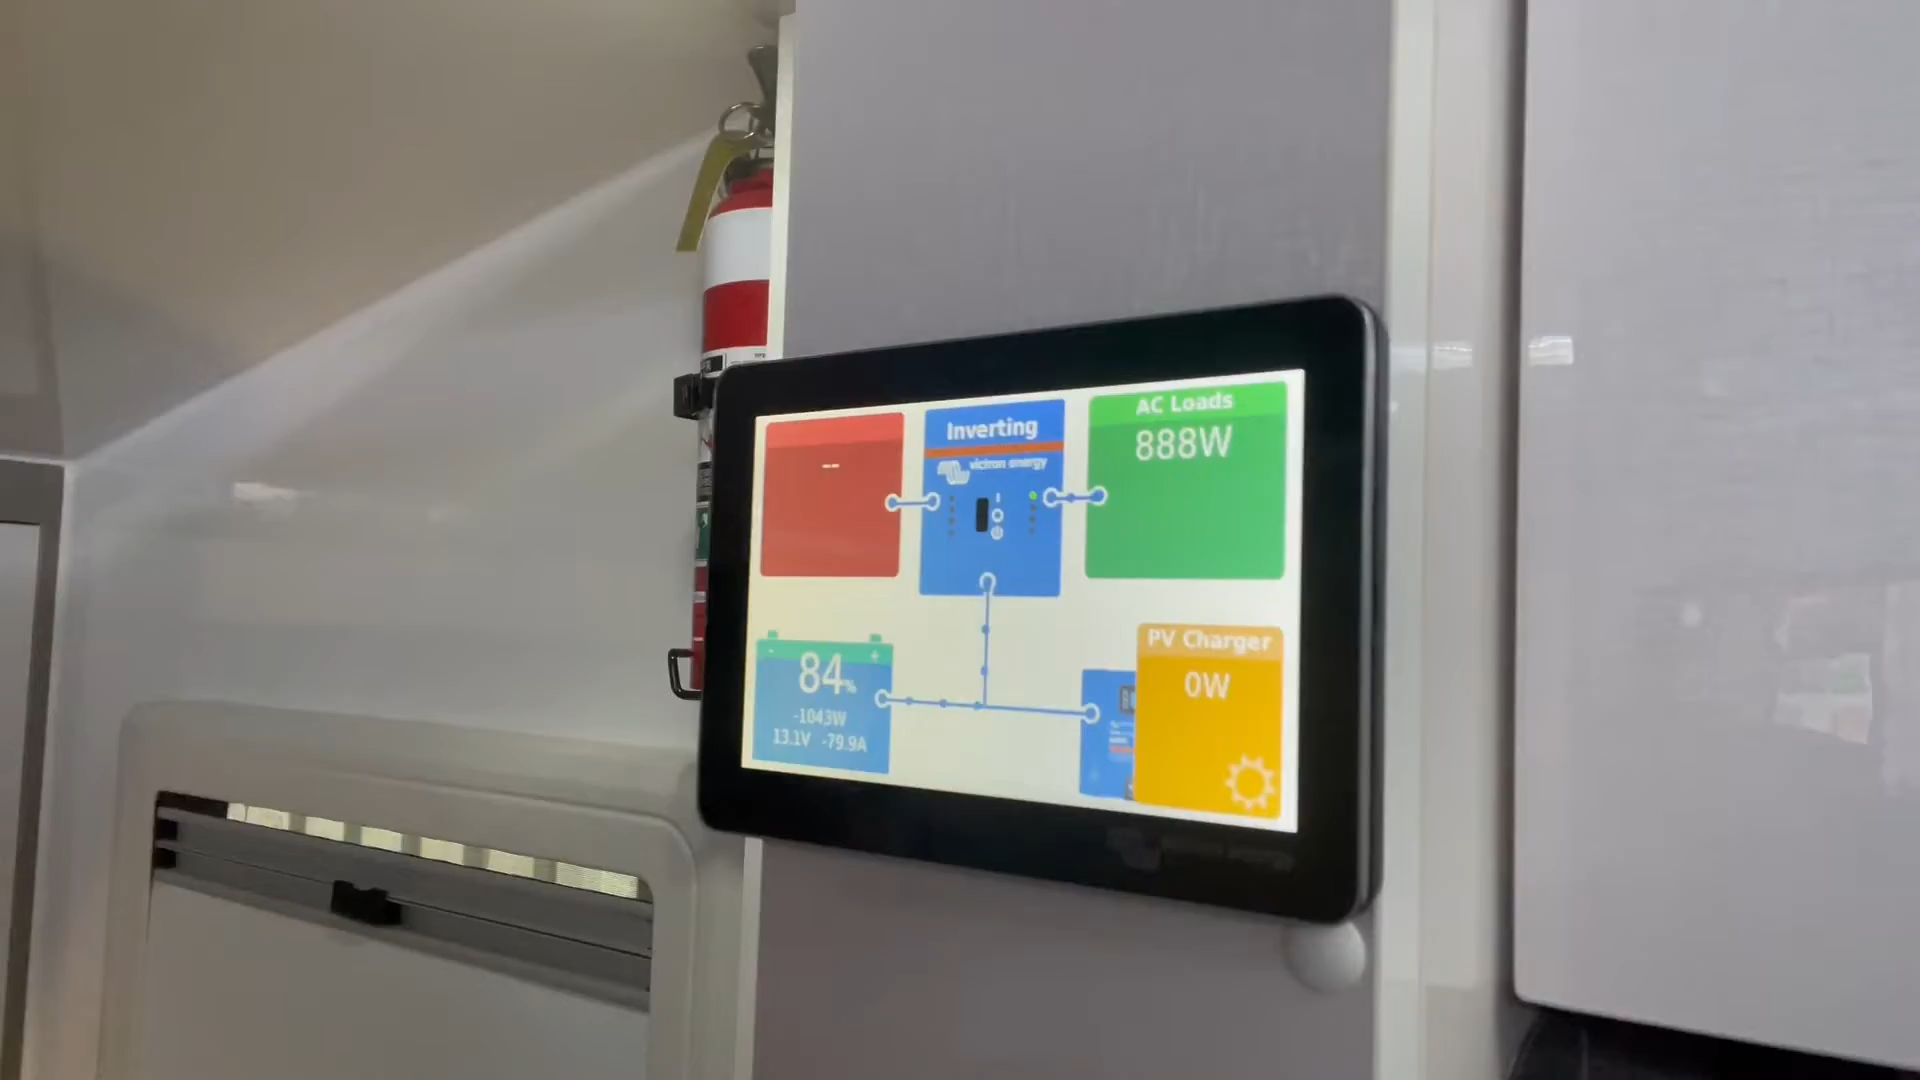 --
Inverting
victron energy
AC Loads
888W
- +
84%
-1043W
13.1V -79.9A
PV Charger
0W